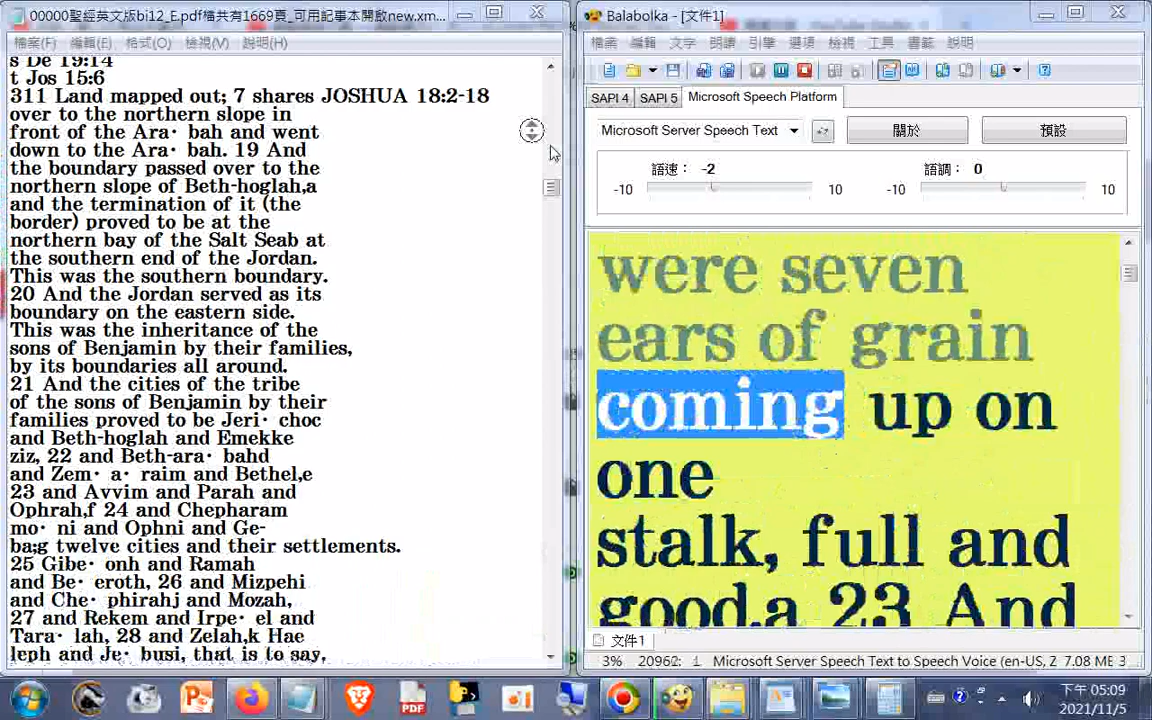 00000聖經英文版bi12_E.pdf檔共有1669頁_可用記事本開啟new.xm...
檔案(F) 編輯(E) 格式(O) 檢視(V) 說明(H)
s De 19:14
t Jos 15:6
311 Land mapped out; 7 shares JOSHUA 18:2-18
over to the northern slope in
front of the Ara· bah and went
down to the Ara· bah. 19 And
the boundary passed over to the
northern slope of Beth-hoglah,a
and the termination of it (the
border) proved to be at the
northern bay of the Salt Seab at
the southern end of the Jordan.
This was the southern boundary.
20 And the Jordan served as its
boundary on the eastern side.
This was the inheritance of the
sons of Benjamin by their families,
by its boundaries all around.
21 And the cities of the tribe
of the sons of Benjamin by their
families proved to be Jeri· choc
and Beth-hoglah and Emekke
ziz, 22 and Beth-ara· bahd
and Zem· a· raim and Bethel,e
23 and Avvim and Parah and
Ophrah,f 24 and Chepharam
mo· ni and Ophni and Ge-
ba;g twelve cities and their settlements.
25 Gibe· onh and Ramah
and Be· eroth, 26 and Mizpehi
and Che· phirahj and Mozah,
27 and Rekem and Irpe· el and
Tara· lah, 28 and Zelah,k Hae
leph and Je· busi, that is to say,
Balabolka - [文件1]
檔案 編輯 文字 朗讀 引擎 選項 檢視 工具 書籤 說明
SAPI 4 SAPI 5 Microsoft Speech Platform
Microsoft Server Speech Text 關於 預設
語速： -2 語調： 0
-10 10 -10 10
were seven
ears of grain
coming up on
one
stalk, full and
good.a 23 And
文件1
3% 20962: 1 Microsoft Server Speech Text to Speech Voice (en-US, 2 7.08 MB 3
PDF
下午 05:09
2021/11/5